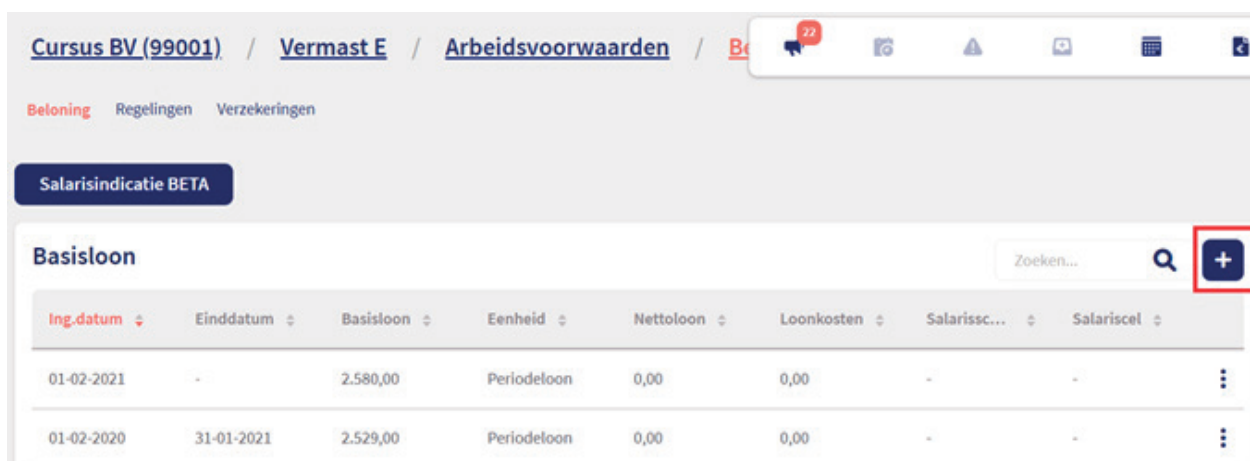 Cursus BV (99001) / Vermast E / Arbeidsvoorwaarden / Be 22
Beloning Regelingen Verzekeringen
Salarisindicatie BETA
Basisloon Zoeken... +
Ing.datum Einddatum Basisloon Eenheid Nettoloon Loonkosten Salarissc... Salariscel
01-02-2021 - 2.580,00 Periodeloon 0,00 0,00 - -
01-02-2020 31-01-2021 2.529,00 Periodeloon 0,00 0,00 - -